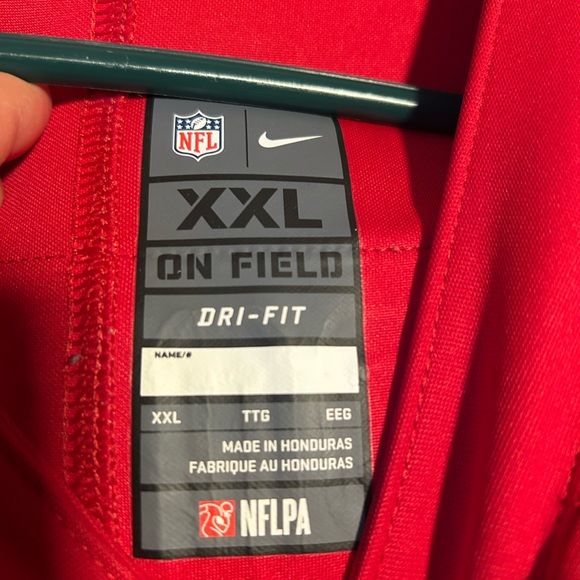 NFL
XXL
ON FIELD
DRI-FIT
NAME/#
XXL TTG EEG
MADE IN HONDURAS
FABRIQUE AU HONDURAS
NFLPA